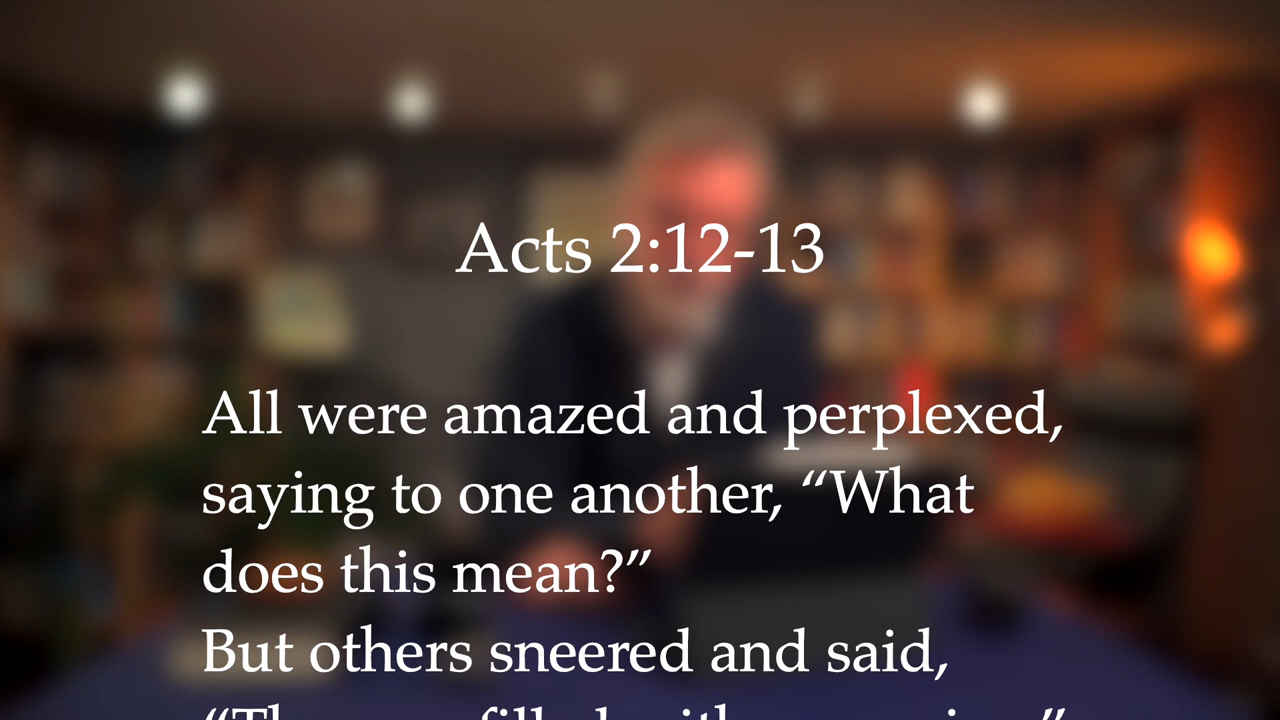 Acts 2:12-13
All were amazed and perplexed,
saying to one another, “What
does this mean?”
But others sneered and said,